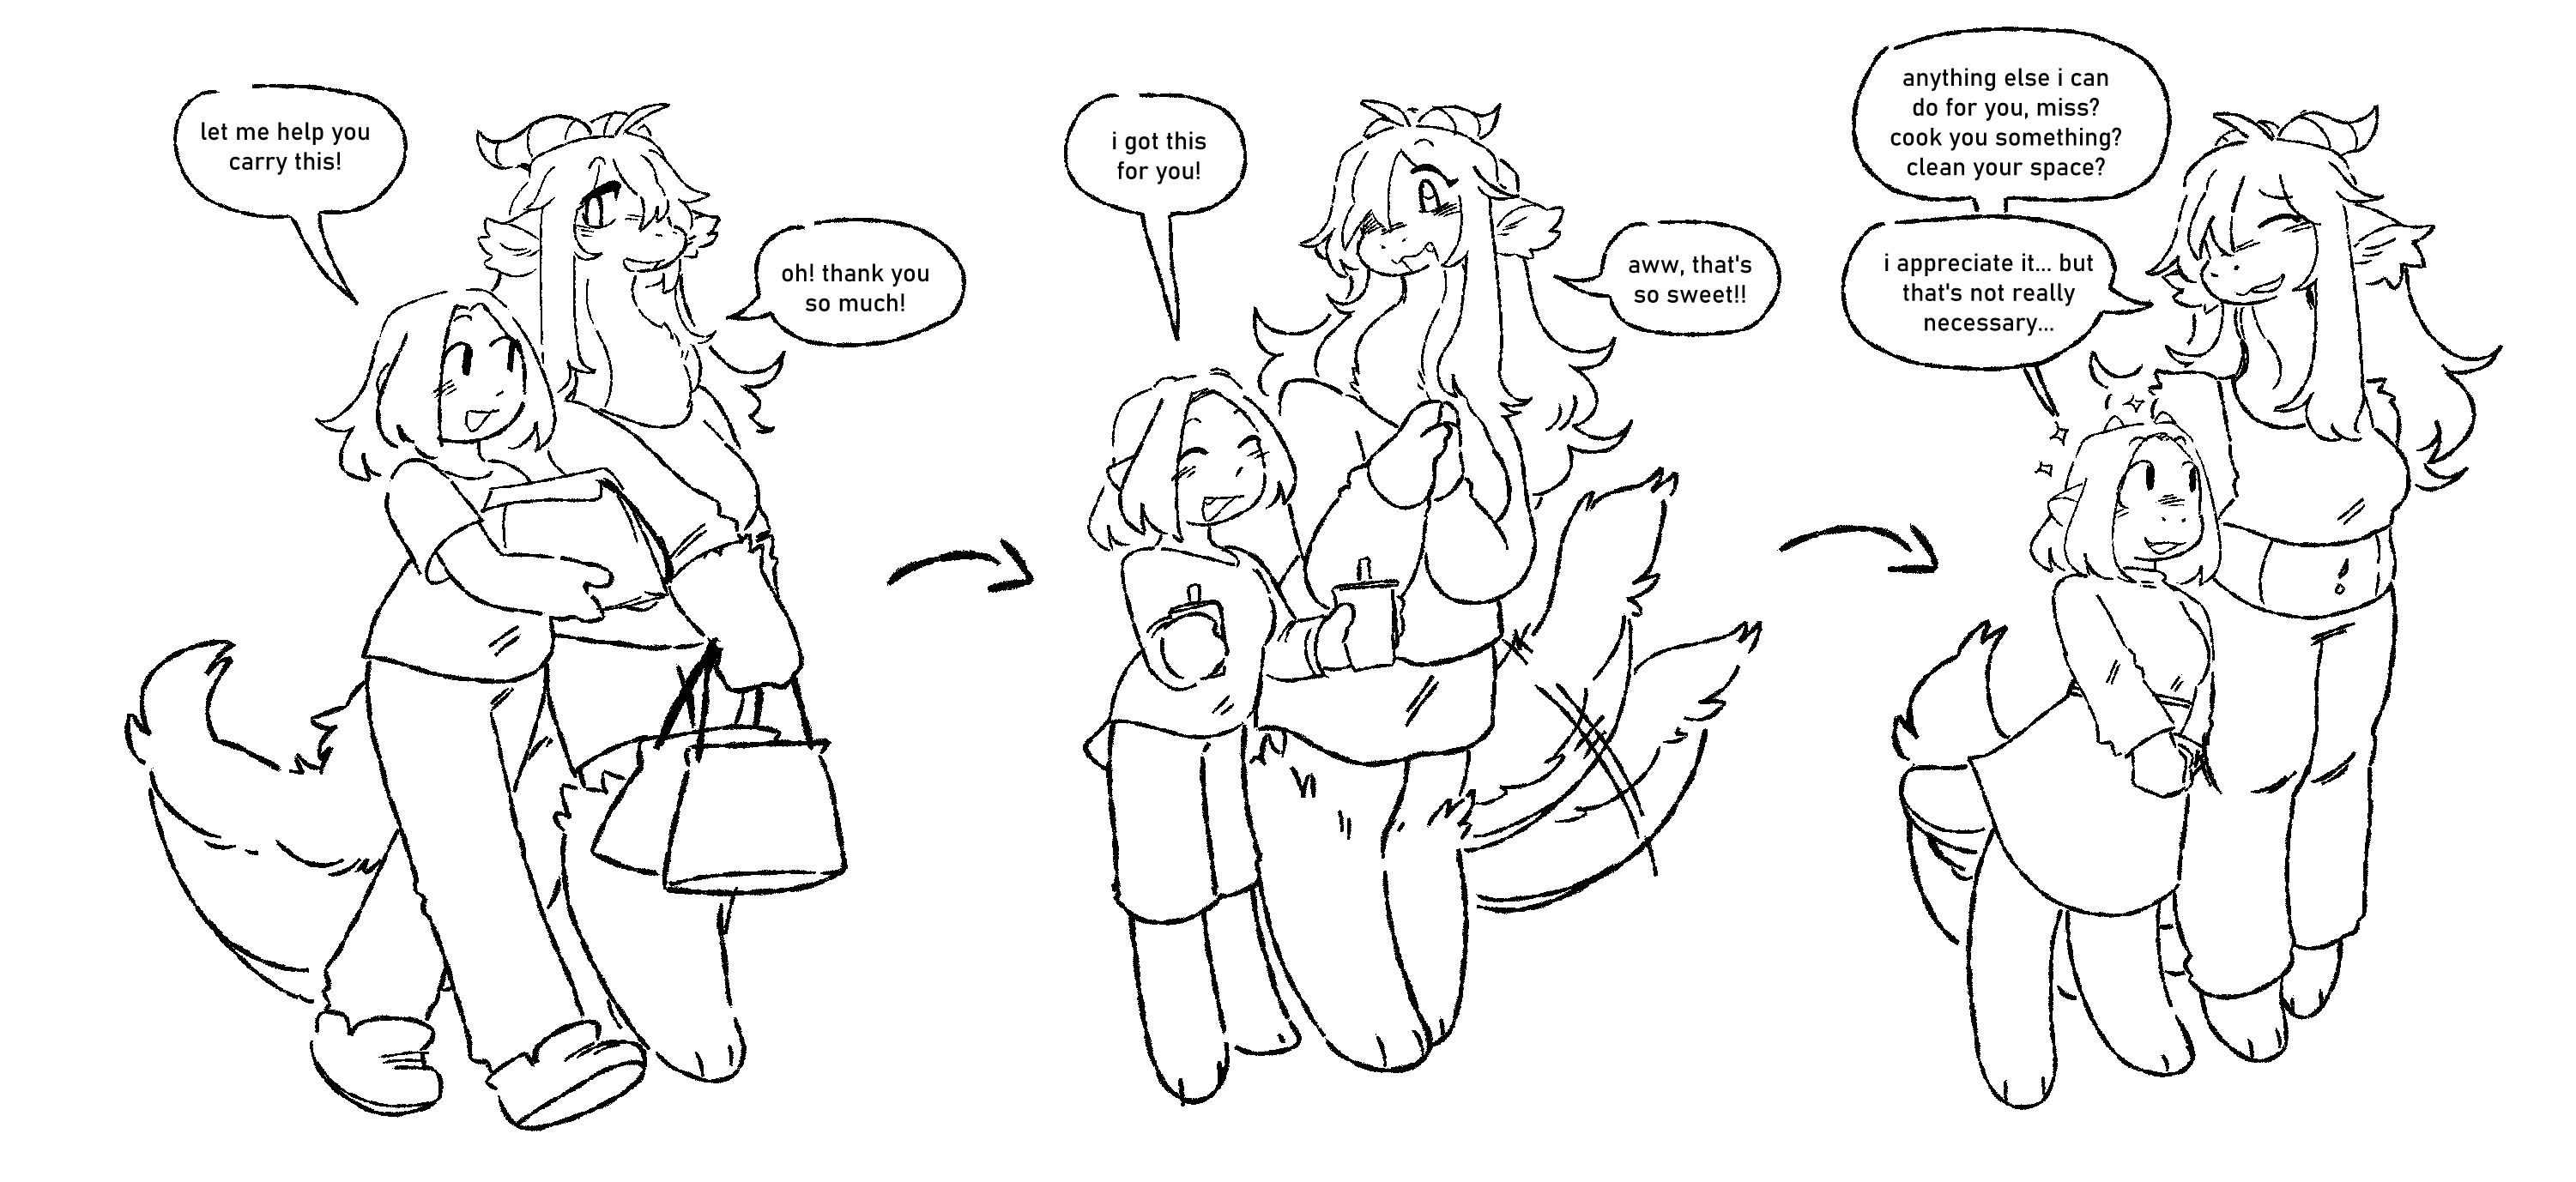 let me help you
carry this!
oh! thank you
so much!
i got this
for you!
aww, that's
so sweet!!
anything else i can
do for you, miss?
cook you something?
clean your space?
i appreciate it... but
that's not really
necessary...